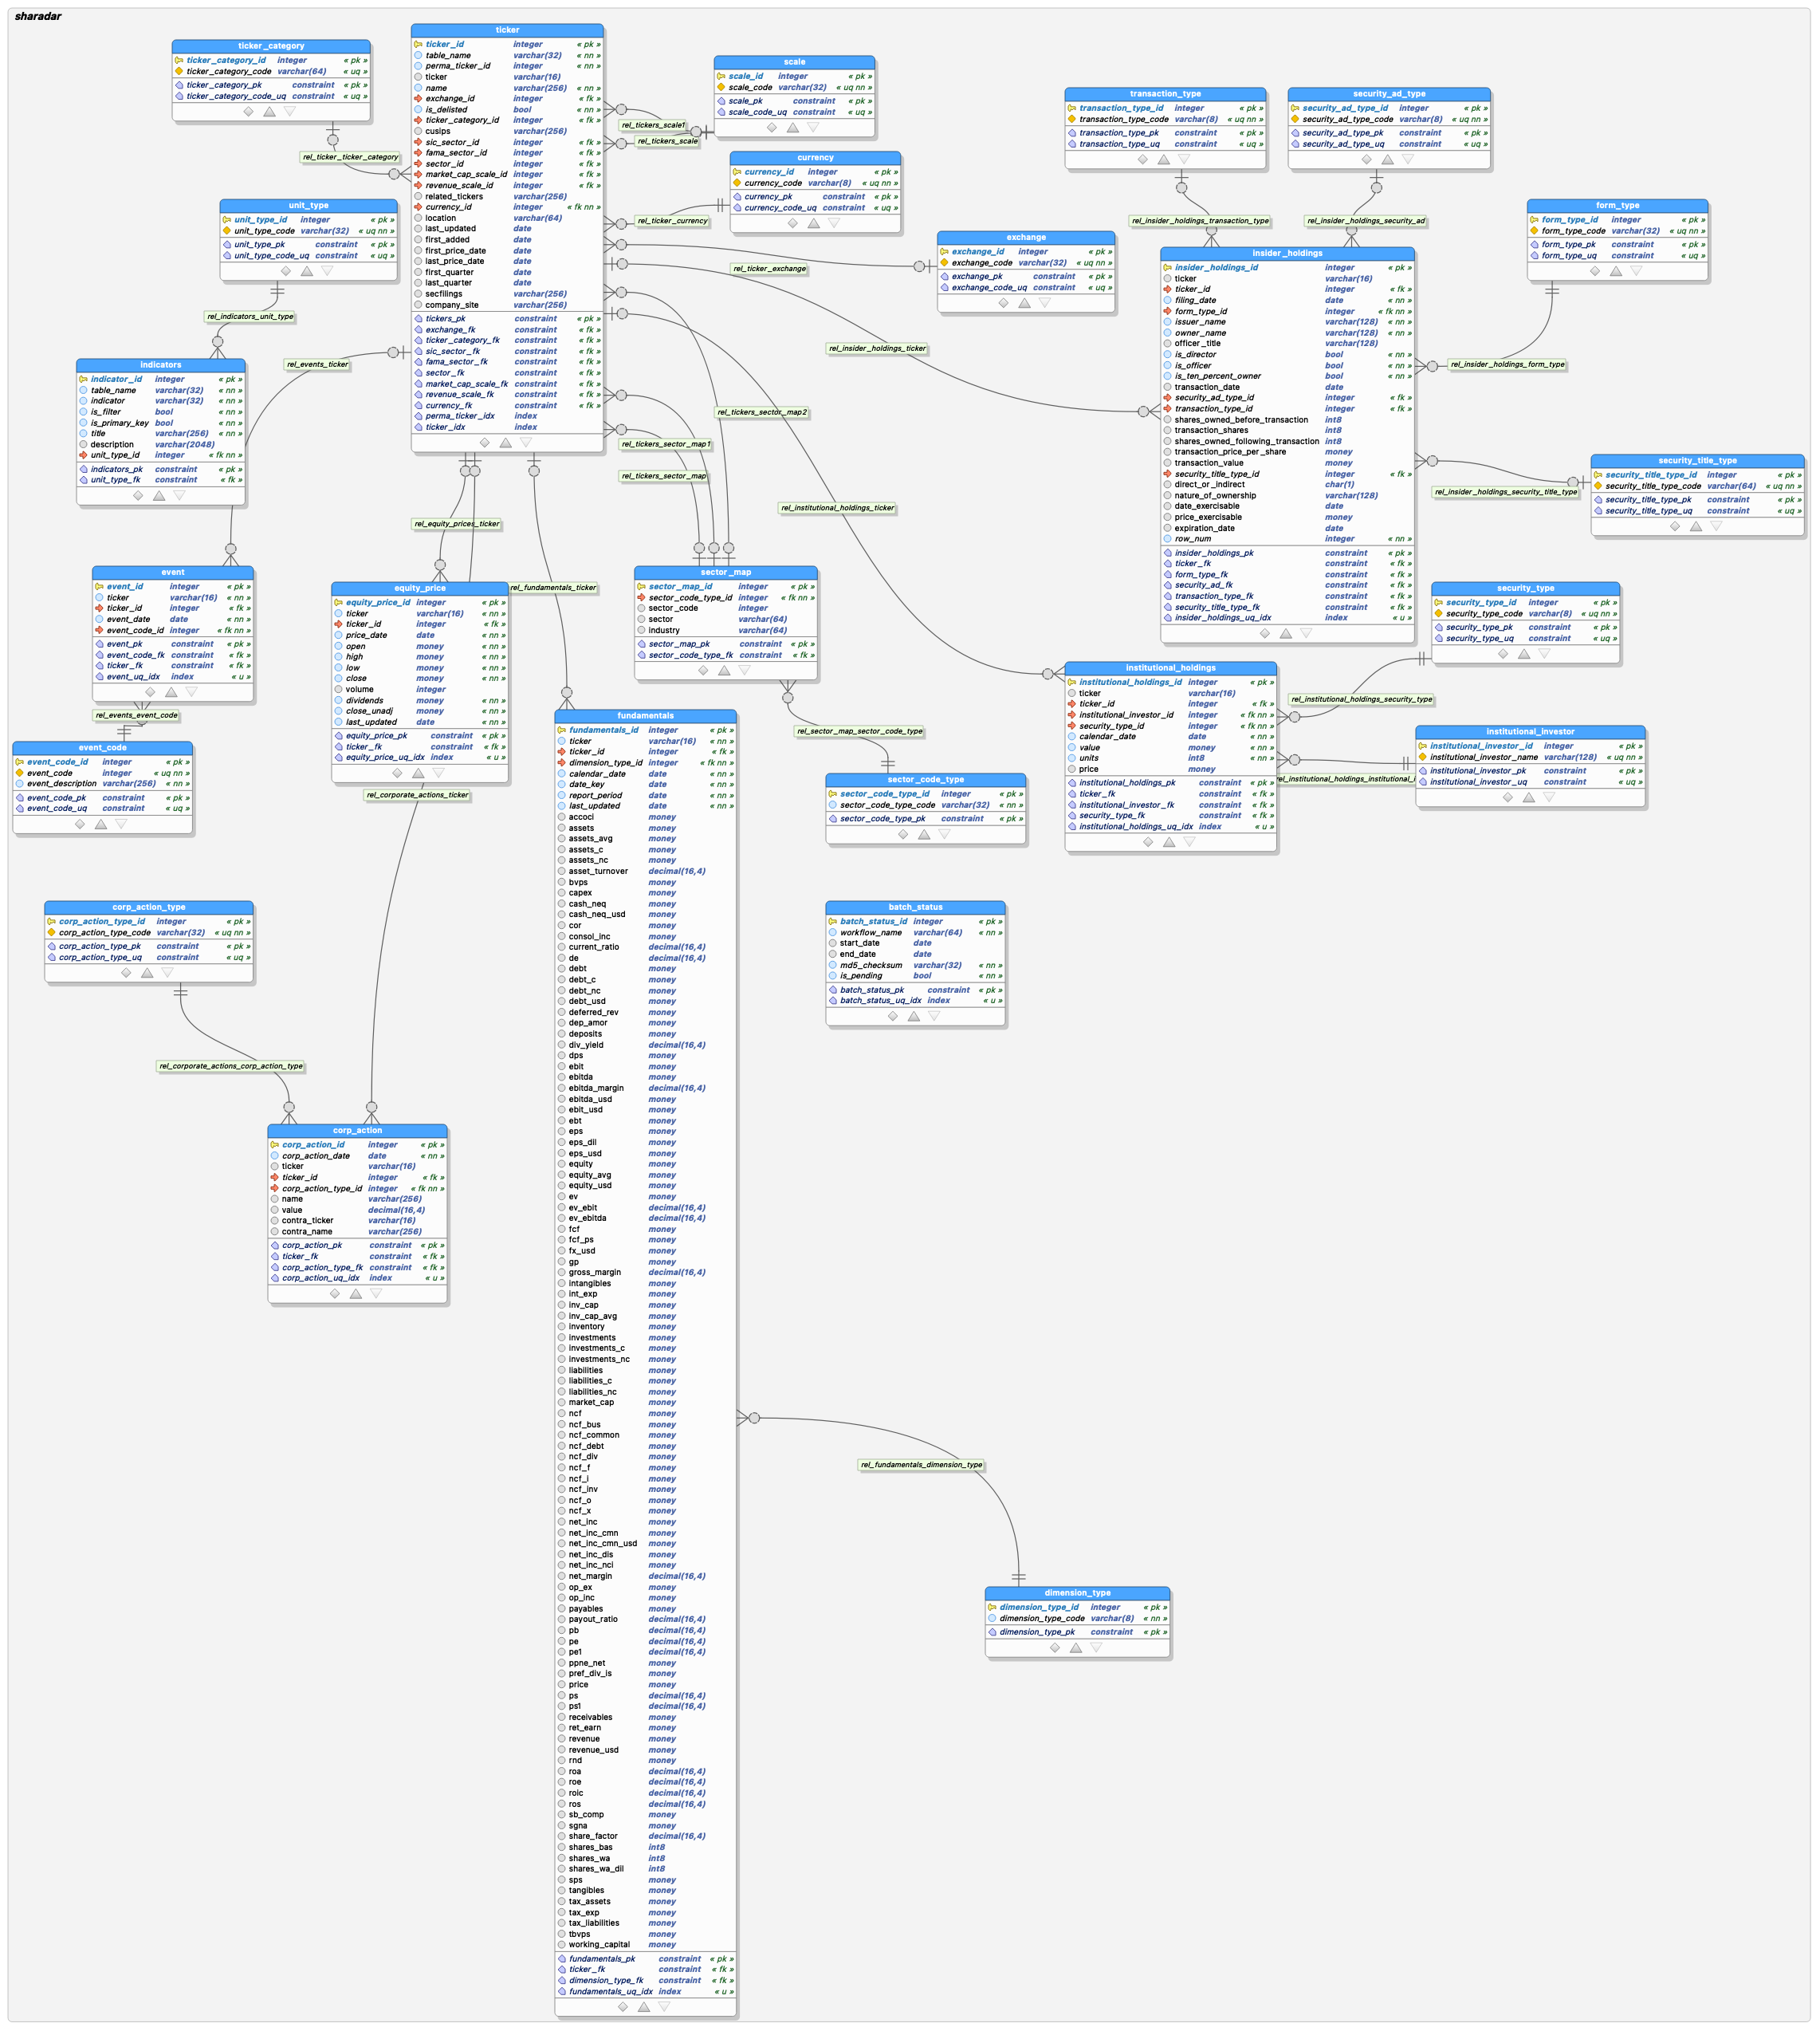 sharadar
ticker_category
ticker_category_id integer « pk »
ticker_category_code varchar(64) « uq »
ticker_category_pk constraint « pk »
ticker_category_code_uq constraint « uq »
ticker
ticker_id integer « pk »
table_name varchar(32) « nn »
perma_ticker_id integer « nn »
ticker varchar(16)
name varchar(256) « nn »
exchange_id integer « fk »
is_delisted bool « nn »
ticker_category_id integer « fk »
cusips varchar(256)
sic_sector_id integer « fk »
fama_sector_id integer « fk »
sector_id integer « fk »
market_cap_scale_id integer « fk »
revenue_scale_id integer « fk »
related_tickers varchar(256)
currency_id integer « fk nn »
location varchar(64)
last_updated date
first_added date
first_price_date date
last_price_date date
first_quarter date
last_quarter date
secfilings varchar(256)
company_site varchar(256)
tickers_pk constraint « pk »
exchange_fk constraint « fk »
ticker_category_fk constraint « fk »
sic_sector_fk constraint « fk »
fama_sector_fk constraint « fk »
sector_fk constraint « fk »
market_cap_scale_fk constraint « fk »
revenue_scale_fk constraint « fk »
currency_fk constraint « fk »
perma_ticker_idx index
ticker_idx index
scale
scale_id integer « pk »
scale_code varchar(32) « uq nn »
scale_pk constraint « pk »
scale_code_uq constraint « uq »
rel_tickers_scale1
rel_tickers_scale
rel_ticker_ticker_category
currency
currency_id integer « pk »
currency_code varchar(8) « uq nn »
currency_pk constraint « pk »
currency_code_uq constraint « uq »
rel_ticker_currency
transaction_type
transaction_type_id integer « pk »
transaction_type_code varchar(8) « uq nn »
transaction_type_pk constraint « pk »
transaction_type_uq constraint « uq »
security_ad_type
security_ad_type_id integer « pk »
security_ad_type_code varchar(8) « uq nn »
security_ad_type_pk constraint « pk »
security_ad_type_uq constraint « uq »
rel_insider_holdings_transaction_type
rel_insider_holdings_security_ad
unit_type
unit_type_id integer « pk »
unit_type_code varchar(32) « uq nn »
unit_type_pk constraint « pk »
unit_type_code_uq constraint « uq »
rel_indicators_unit_type
exchange
exchange_id integer « pk »
exchange_code varchar(32) « uq nn »
exchange_pk constraint « pk »
exchange_code_uq constraint « uq »
rel_ticker_exchange
form_type
form_type_id integer « pk »
form_type_code varchar(32) « uq nn »
form_type_pk constraint « pk »
form_type_uq constraint « uq »
insider_holdings
insider_holdings_id integer « pk »
ticker varchar(16)
ticker_id integer « fk »
filing_date date « nn »
form_type_id integer « fk nn »
issuer_name varchar(128) « nn »
owner_name varchar(128) « nn »
officer_title varchar(128)
is_director bool « nn »
is_officer bool « nn »
is_ten_percent_owner bool « nn »
transaction_date date
security_ad_type_id integer « fk »
transaction_type_id integer « fk »
shares_owned_before_transaction int8
transaction_shares int8
shares_owned_following_transaction int8
transaction_price_per_share money
transaction_value money
security_title_type_id integer « fk »
direct_or_indirect char(1)
nature_of_ownership varchar(128)
date_exercisable date
price_exercisable money
expiration_date date
row_num integer « nn »
insider_holdings_pk constraint « pk »
ticker_fk constraint « fk »
form_type_fk constraint « fk »
security_ad_fk constraint « fk »
transaction_type_fk constraint « fk »
security_title_type_fk constraint « fk »
insider_holdings_uq_idx index « u »
rel_insider_holdings_ticker
rel_insider_holdings_form_type
indicators
indicator_id integer « pk »
table_name varchar(32) « nn »
indicator varchar(32) « nn »
is_filter bool « nn »
is_primary_key bool « nn »
title varchar(256) « nn »
description varchar(2048)
unit_type_id integer « fk nn »
indicators_pk constraint « pk »
unit_type_fk constraint « fk »
rel_events_ticker
rel_tickers_sector_map2
rel_tickers_sector_map1
rel_tickers_sector_map
security_title_type
security_title_type_id integer « pk »
security_title_type_code varchar(64) « uq nn »
security_title_type_pk constraint « pk »
security_title_type_uq constraint « uq »
rel_insider_holdings_security_title_type
rel_institutional_holdings_ticker
rel_equity_prices_ticker
rel_fundamentals_ticker
event
event_id integer « pk »
ticker varchar(16) « nn »
ticker_id integer « fk »
event_date date « nn »
event_code_id integer « fk nn »
event_pk constraint « pk »
event_code_fk constraint « fk »
ticker_fk constraint « fk »
event_uq_idx index « u »
rel_events_event_code
equity_price
equity_price_id integer « pk »
ticker varchar(16) « nn »
ticker_id integer « fk »
price_date date « nn »
open money « nn »
high money « nn »
low money « nn »
close money « nn »
volume integer
dividends money « nn »
close_unadj money « nn »
last_updated date « nn »
equity_price_pk constraint « pk »
ticker_fk constraint « fk »
equity_price_uq_idx index « u »
rel_corporate_actions_ticker
sector_map
sector_map_id integer « pk »
sector_code_type_id integer « fk nn »
sector_code integer
sector varchar(64)
industry varchar(64)
sector_map_pk constraint « pk »
sector_code_type_fk constraint « fk »
rel_sector_map_sector_code_type
security_type
security_type_id integer « pk »
security_type_code varchar(8) « uq nn »
security_type_pk constraint « pk »
security_type_uq constraint « uq »
rel_institutional_holdings_security_type
institutional_holdings
institutional_holdings_id integer « pk »
ticker varchar(16)
ticker_id integer « fk »
institutional_investor_id integer « fk nn »
security_type_id integer « fk nn »
calendar_date date « nn »
value money « nn »
units int8 « nn »
price money
institutional_holdings_pk constraint « pk »
ticker_fk constraint « fk »
institutional_investor_fk constraint « fk »
security_type_fk constraint « fk »
institutional_holdings_uq_idx index « u »
institutional_investor
institutional_investor_id integer « pk »
institutional_investor_name varchar(128) « uq nn »
institutional_investor_pk constraint « pk »
institutional_investor_uq constraint « uq »
event_code
event_code_id integer « pk »
event_code integer « uq nn »
event_description varchar(256) « nn »
event_code_pk constraint « pk »
event_code_uq constraint « uq »
sector_code_type
sector_code_type_id integer « pk »
sector_code_type_code varchar(32) « nn »
sector_code_type_pk constraint « pk »
fundamentals
fundamentals_id integer « pk »
ticker varchar(16) « nn »
ticker_id integer « fk »
dimension_type_id integer « fk nn »
calendar_date date « nn »
date_key date « nn »
report_period date « nn »
last_updated date « nn »
accoci money
assets money
assets_avg money
assets_c money
assets_nc money
asset_turnover decimal(16,4)
bvps money
capex money
cash_neq money
cash_neq_usd money
cor money
consol_inc money
current_ratio decimal(16,4)
de decimal(16,4)
debt money
debt_c money
debt_nc money
debt_usd money
deferred_rev money
dep_amor money
deposits money
div_yield decimal(16,4)
dps money
ebit money
ebitda money
ebitda_margin decimal(16,4)
ebitda_usd money
ebit_usd money
ebt money
eps money
eps_dil money
eps_usd money
equity money
equity_avg money
equity_usd money
ev money
ev_ebit decimal(16,4)
ev_ebitda decimal(16,4)
fcf money
fcf_ps money
fx_usd money
gp money
gross_margin decimal(16,4)
intangibles money
int_exp money
inv_cap money
inv_cap_avg money
inventory money
investments money
investments_c money
investments_nc money
liabilities money
liabilities_c money
liabilities_nc money
market_cap money
ncf money
ncf_bus money
ncf_common money
ncf_debt money
ncf_div money
ncf_f money
ncf_i money
ncf_inv money
ncf_o money
ncf_x money
net_inc money
net_inc_cmn money
net_inc_cmn_usd money
net_inc_dis money
net_inc_nci money
net_margin decimal(16,4)
op_ex money
op_inc money
payables money
payout_ratio decimal(16,4)
pb decimal(16,4)
pe decimal(16,4)
pe1 decimal(16,4)
ppne_net money
pref_div_is money
price money
ps decimal(16,4)
ps1 decimal(16,4)
receivables money
ret_earn money
revenue money
revenue_usd money
rnd money
roa decimal(16,4)
roe decimal(16,4)
roic decimal(16,4)
ros decimal(16,4)
sb_comp money
sgna money
share_factor decimal(16,4)
shares_bas int8
shares_wa int8
shares_wa_dil int8
sps money
tangibles money
tax_assets money
tax_exp money
tax_liabilities money
tbvps money
working_capital money
fundamentals_pk constraint « pk »
ticker_fk constraint « fk »
dimension_type_fk constraint « fk »
fundamentals_uq_idx index « u »
corp_action_type
corp_action_type_id integer « pk »
corp_action_type_code varchar(32) « uq nn »
corp_action_type_pk constraint « pk »
corp_action_type_uq constraint « uq »
rel_corporate_actions_corp_action_type
batch_status
batch_status_id integer « pk »
workflow_name varchar(64) « nn »
start_date date
end_date date
md5_checksum varchar(32) « nn »
is_pending bool « nn »
batch_status_pk constraint « pk »
batch_status_uq_idx index « u »
corp_action
corp_action_id integer « pk »
corp_action_date date « nn »
ticker varchar(16)
ticker_id integer « fk »
corp_action_type_id integer « fk nn »
name varchar(256)
value decimal(16,4)
contra_ticker varchar(16)
contra_name varchar(256)
corp_action_pk constraint « pk »
ticker_fk constraint « fk »
corp_action_type_fk constraint « fk »
corp_action_uq_idx index « u »
rel_fundamentals_dimension_type
dimension_type
dimension_type_id integer « pk »
dimension_type_code varchar(8) « nn »
dimension_type_pk constraint « pk »